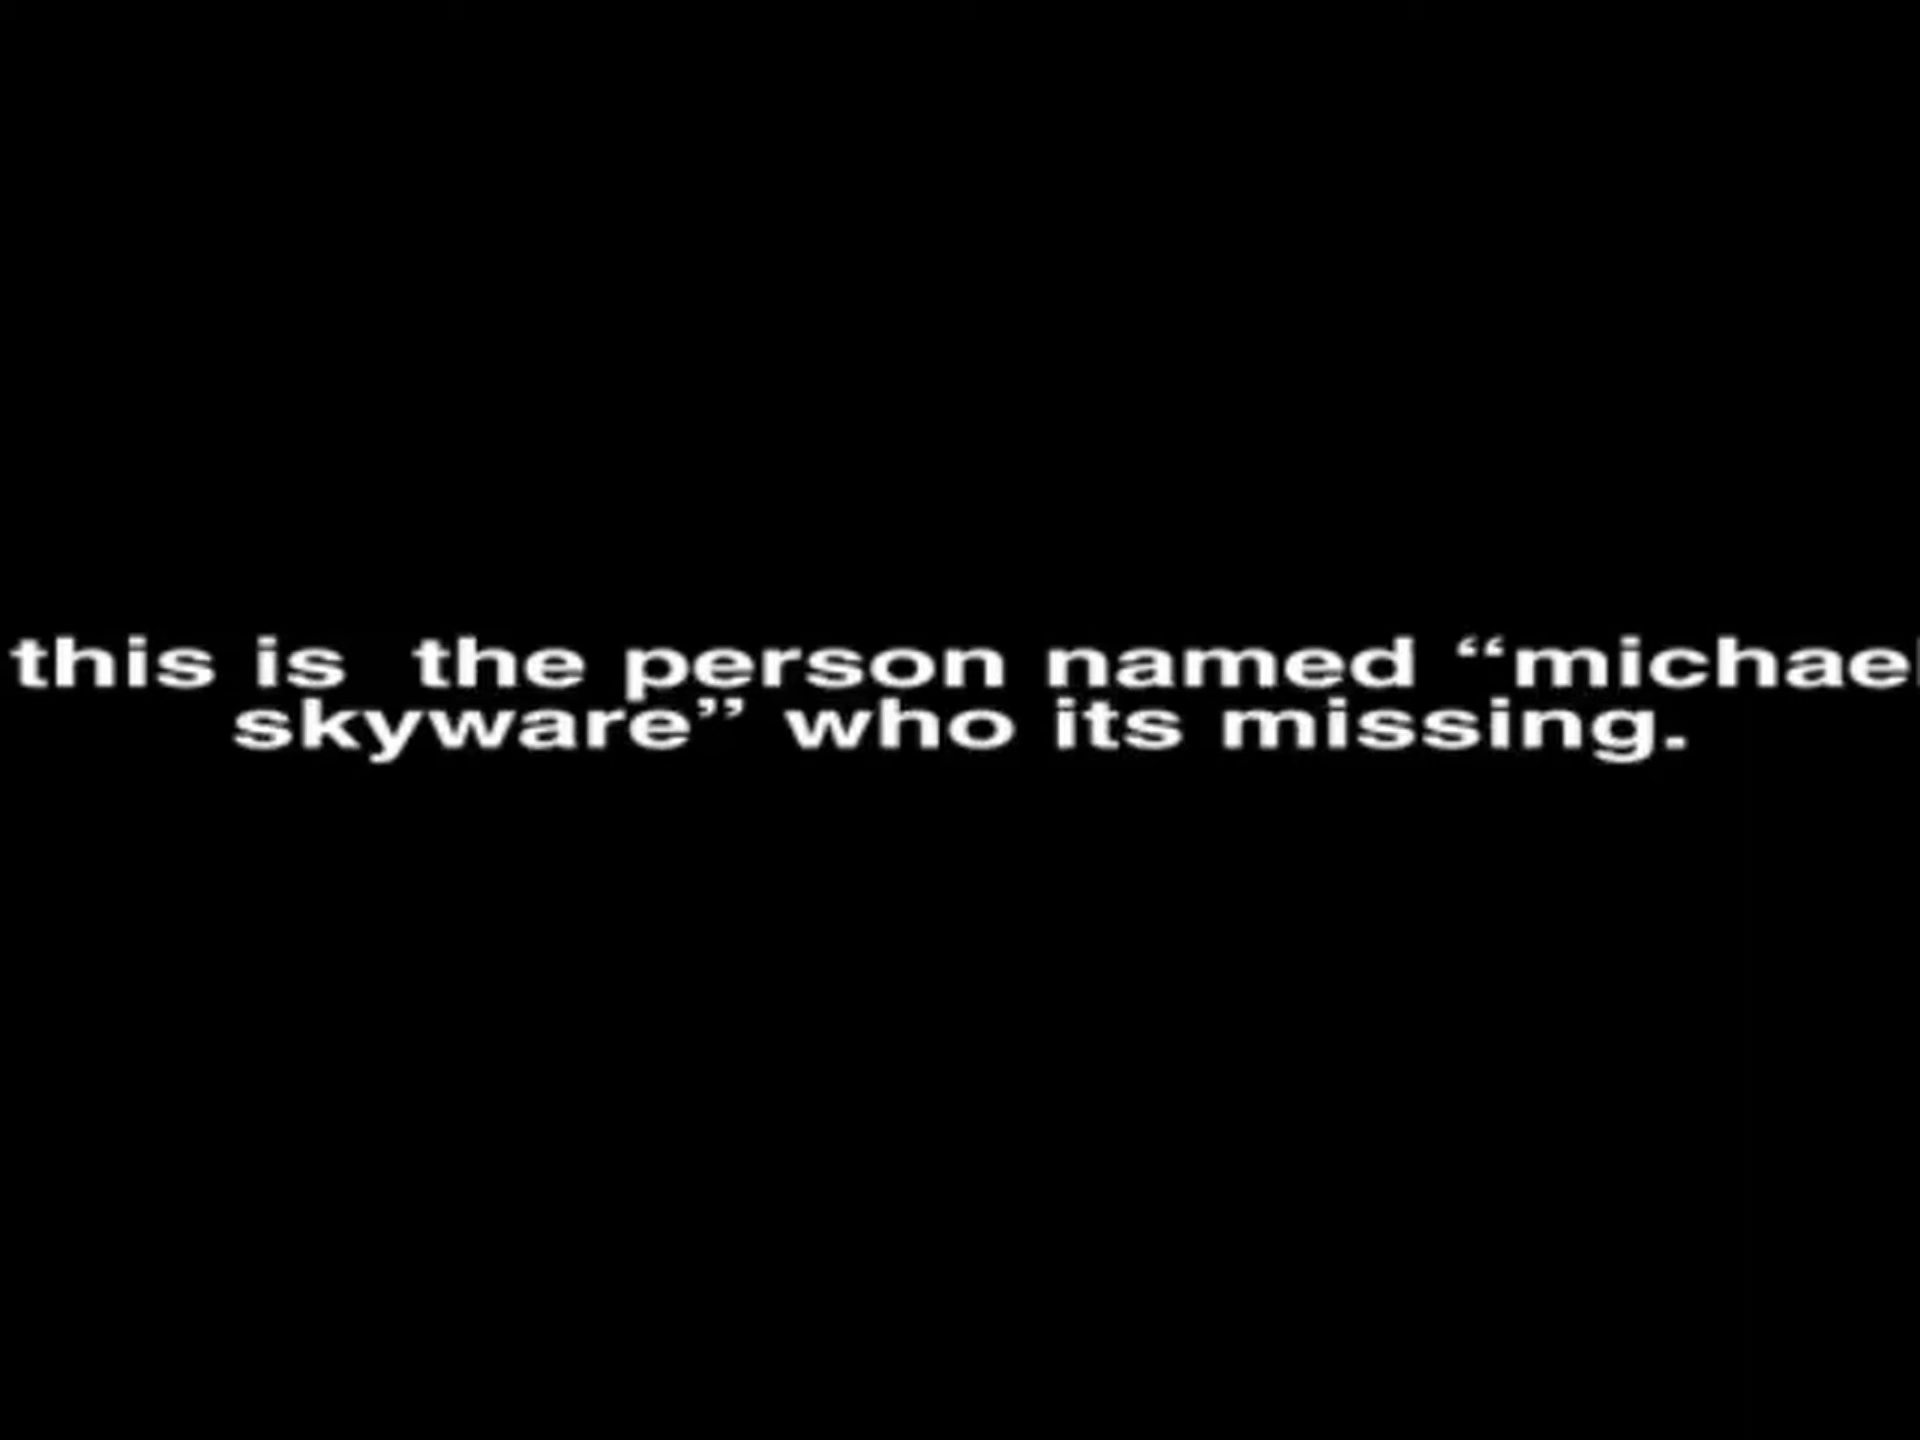 this is  the person named “michael
skyware” who its missing.